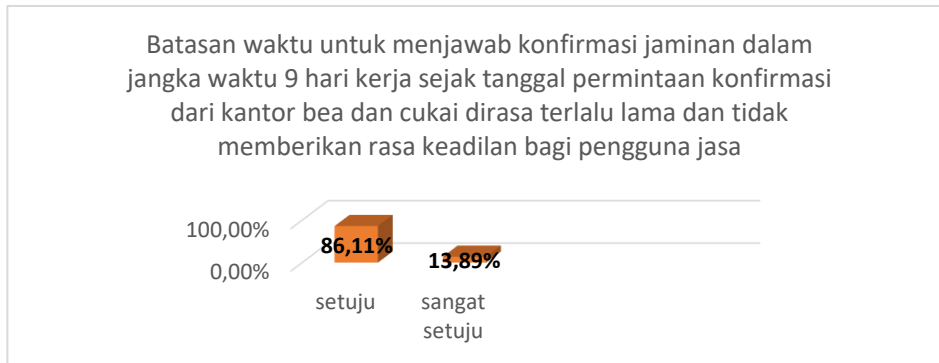 Batasan waktu untuk menjawab konfirmasi jaminan dalam
jangka waktu 9 hari kerja sejak tanggal permintaan konfirmasi
dari kantor bea dan cukai dirasa terlalu lama dan tidak
memberikan rasa keadilan bagi pengguna jasa
100,00%
0,00%
86,11%
13,89%
setuju
sangat
setuju